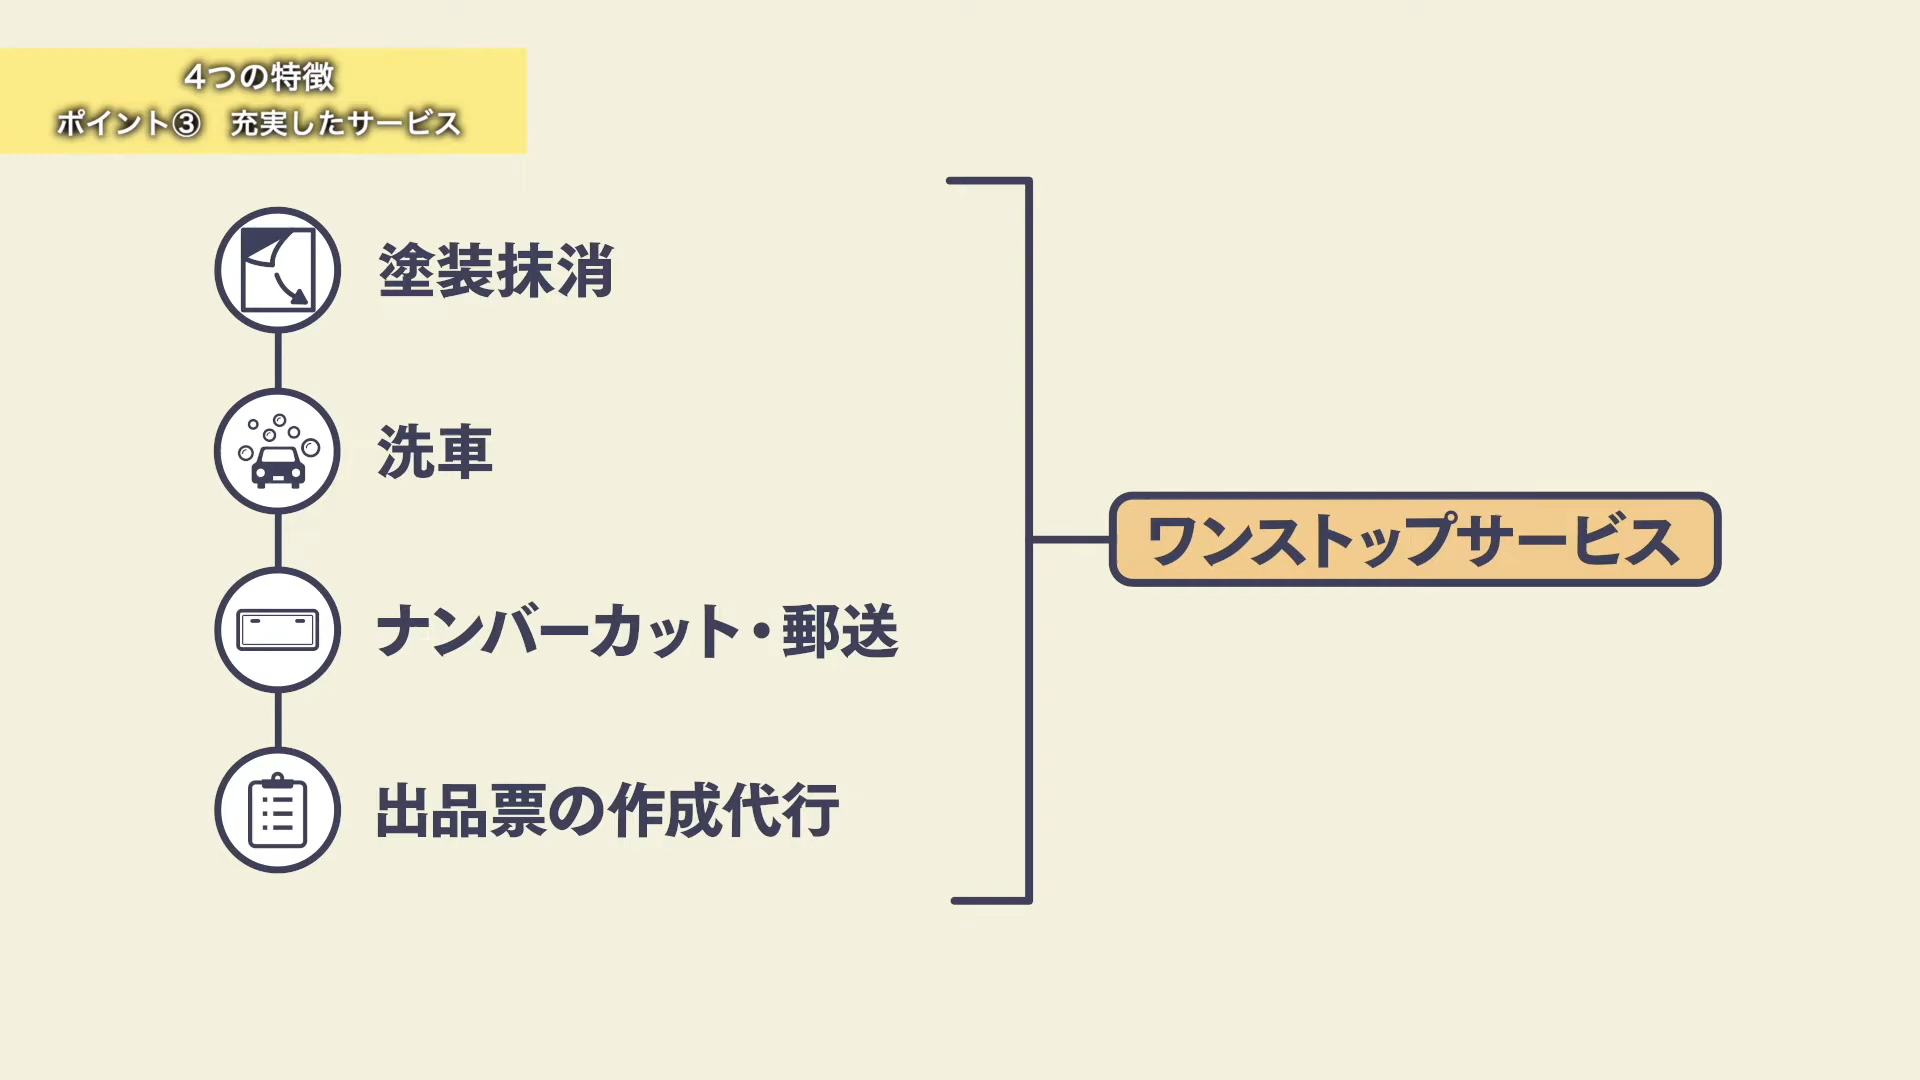 4つの特徴
ポイント③　充実したサービス
塗装抹消
洗車
ナンバーカット・郵送
出品票の作成代行
ワンストップサービス